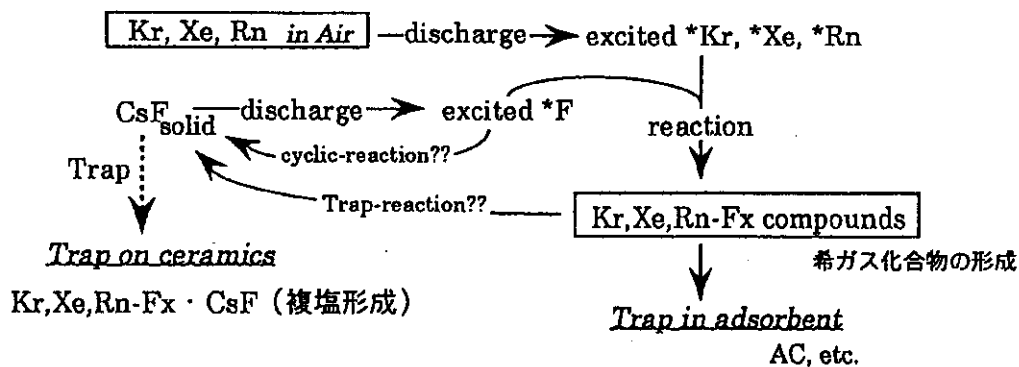 Kr, Xe, Rn in Air —discharge→ excited *Kr, *Xe, *Rn
CsF solid — discharge → excited *F
reaction
cyclic-reaction??
Trap
Trap-reaction??
Kr,Xe,Rn-Fx compounds
Trap on ceramics
希ガス化合物の形成
Kr,Xe,Rn-Fx・CsF（複塩形成）
Trap in adsorbent
AC, etc.